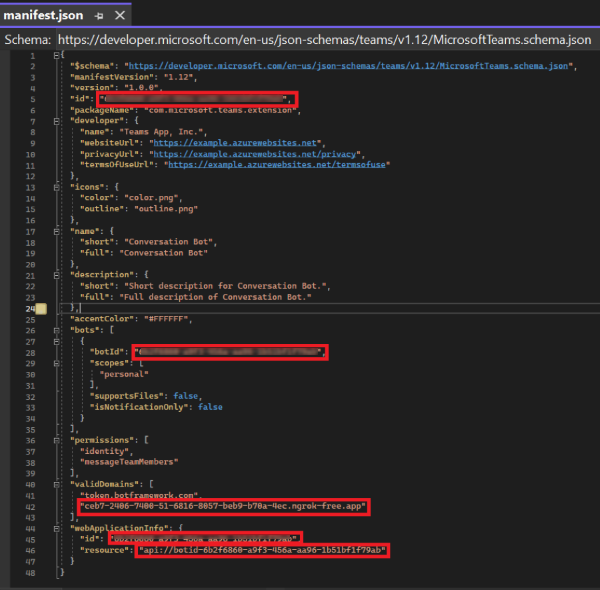 manifest.json
Schema: https://developer.microsoft.com/en-us/json-schemas/teams/v1.12/MicrosoftTeams.schema.json
1 {
2 "$schema": "https://developer.microsoft.com/en-us/json-schemas/teams/v1.12/MicrosoftTeams.schema.json",
3 "manifestVersion": "1.12",
4 "version": "1.0.0",
5 "id": "
6 "packageName": "com.microsoft.teams.extension",
7 "developer": {
8 "name": "Teams App, Inc.",
9 "websiteUrl": "https://example.azurewebsites.net",
10 "privacyUrl": "https://example.azurewebsites.net/privacy",
11 "termsOfUseUrl": "https://example.azurewebsites.net/termsofuse"
12 },
13 "icons": {
14 "color": "color.png",
15 "outline": "outline.png"
16 },
17 "name": {
18 "short": "Conversation Bot",
19 "full": "Conversation Bot"
20 },
21 "description": {
22 "short": "Short description for Conversation Bot.",
23 "full": "Full description of Conversation Bot."
24 },
25 "accentColor": "#FFFFFF",
26 "bots": [
27 {
28 "botId":
29 "scopes": [
30 "personal"
31 ],
32 "supportsFiles": false,
33 "isNotificationOnly": false
34 }
35 ],
36 "permissions": [
37 "identity",
38 "messageTeamMembers"
39 ],
40 "validDomains": [
41 "token.botframework.com",
42 "ceb7-2406-7400-51-6816-8057-beb9-b70a-4ec.ngrok-free.app"
43 ],
44 "webApplicationInfo": {
45 "id":
46 "resource": "api://botid-6b2f6860-a9f3-456a-aa96-1b51bf1f79ab"
47 }
48 }